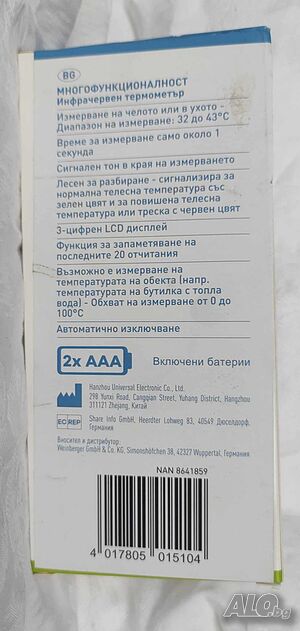 BG
МНОГОФУНКЦИОНАЛНОСТ
Инфрачервен термометър
Измерване на челото или в ухото -
Диапазон на измерване: 32 до 43°C
Време за измерване само около 1
секунда
Сигнален тон в края на измерването
Лесен за разбиране - сигнализира за
нормална телесна температура със
зелен цвят и за повишена телесна
температура или треска с червен цвят
3-цифрен LCD дисплей
Функция за запаметяване на
последните 20 отчитания
Възможно е измерване на
температурата на обекта (напр.
температурата на бутилка с топла
вода) - Обхват на измерване от 0 до
100°C
Автоматично изключване
2x AAA
Включени батерии
Hanzhou Universal Electronic Co., Ltd.
298 Yunxi Road, Canggian Street, Yuhang District, Hangzhou
311121 Zhejang, Китай
EC REP
Share Info GmbH, Heerdter Lohweg 83, 40549 Дюселдорф,
Германия
Вносител и дистрибутор:
Weinberger GmbH & Co. KG, Simonshöfchen 38, 42327 Wuppertal, Германия
NAN 8641859
4 017805 015104
ALO.bg